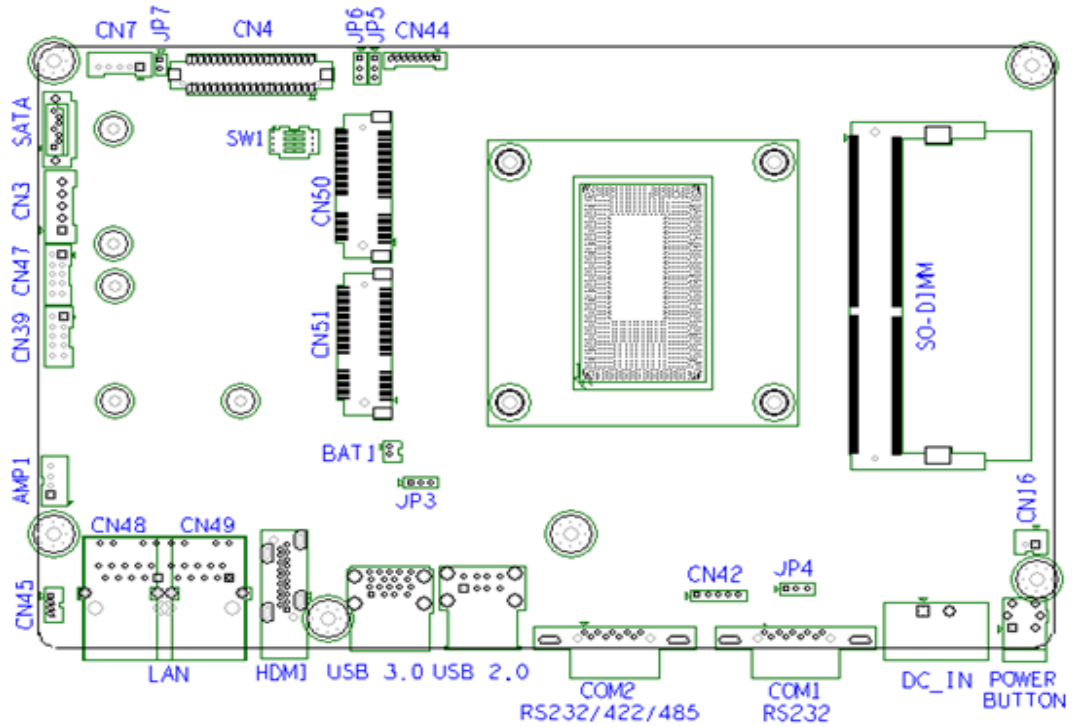 CN7
JP7
CN4
JP6
JP5
CN44
SATA
SW1
CN3
CN50
CN47
CN51
CN39
SO-DIMM
BAT1
AMP1
JP3
CN48
CN49
CN16
CN45
CN42
JP4
LAN
HDMI
USB 3.0
USB 2.0
COM2
RS232/422/485
COM1
RS232
DC_IN
POWER
BUTTON